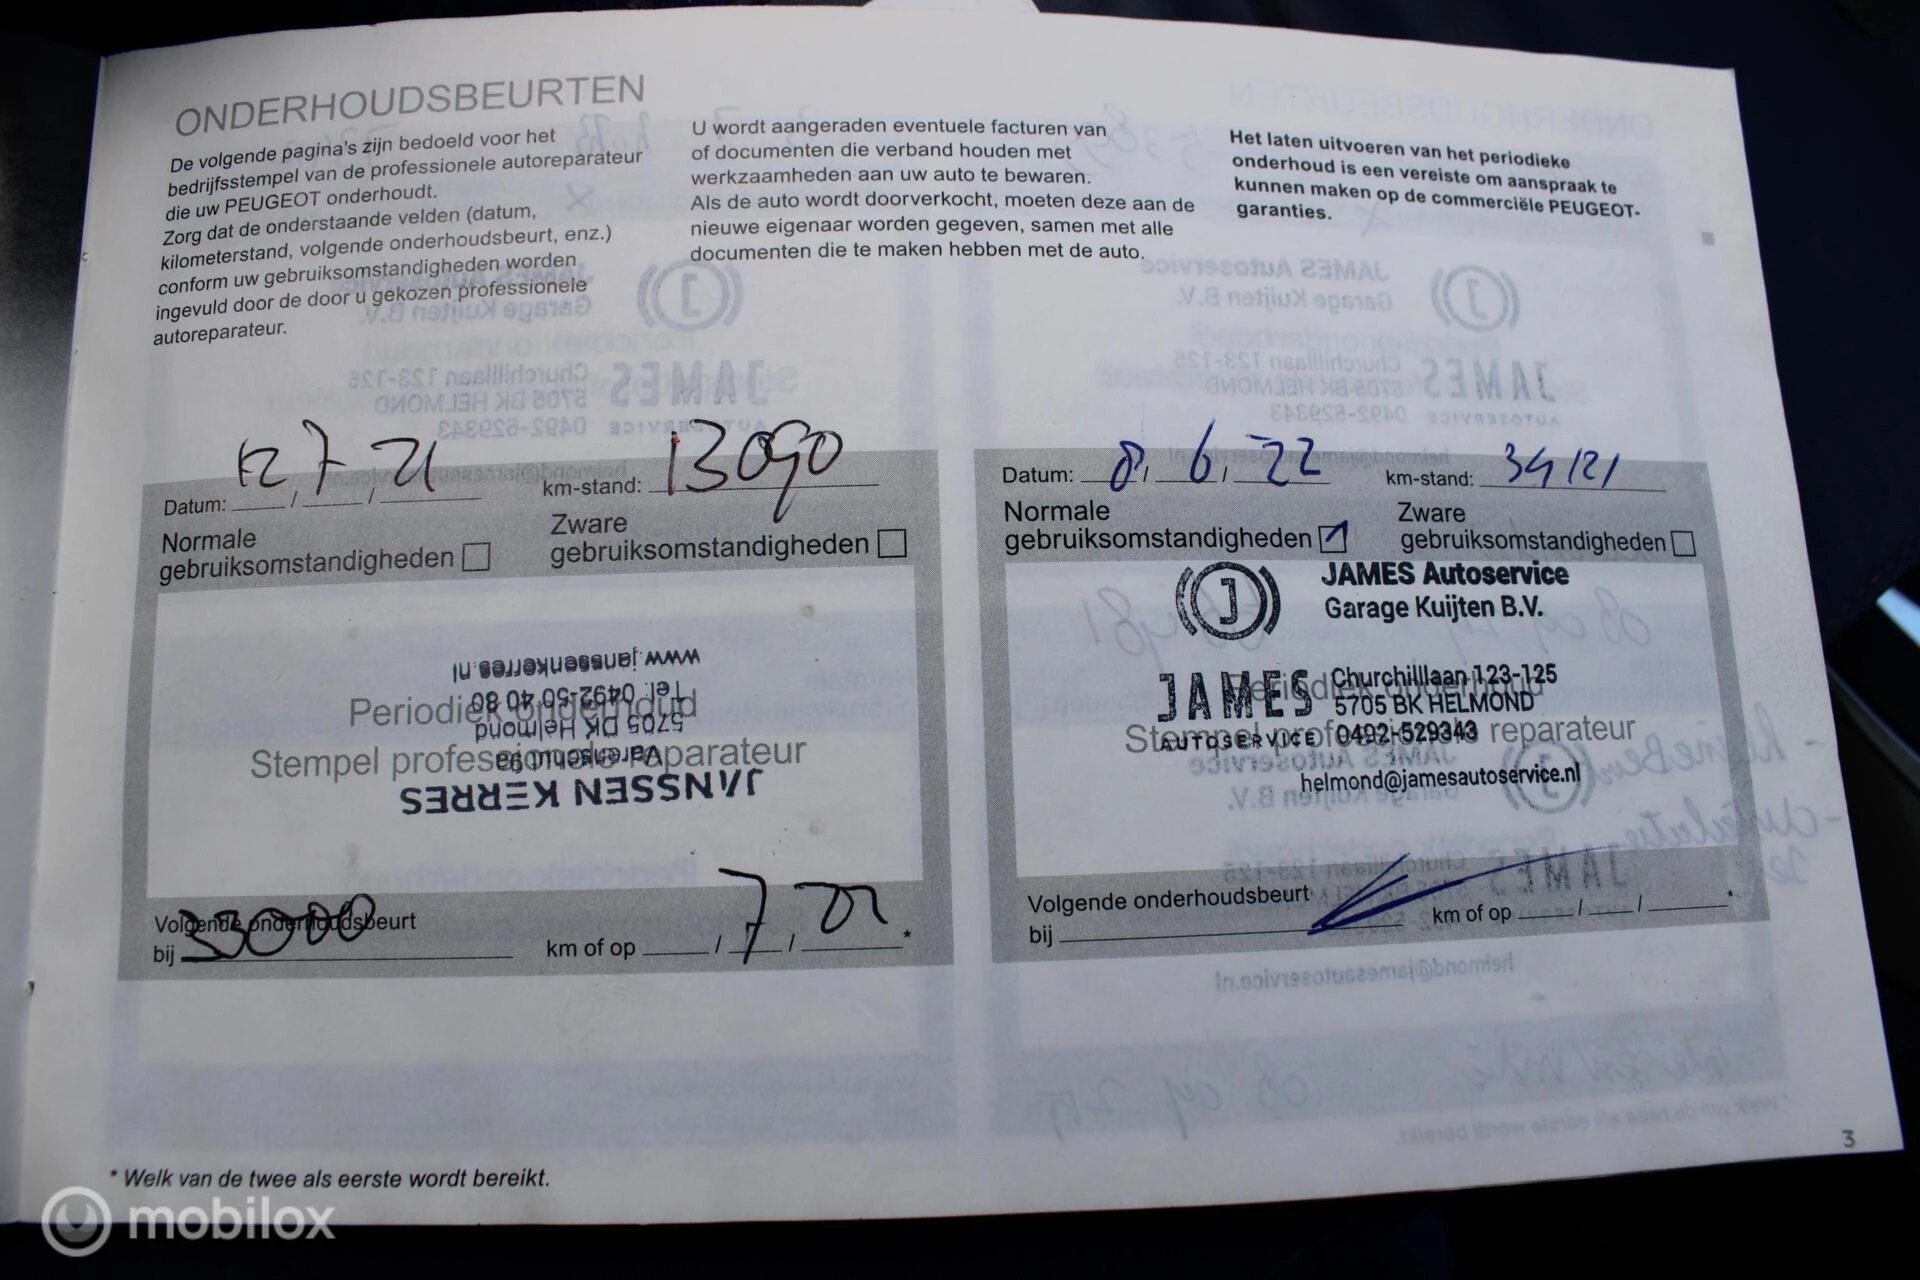 ONDERHOUDSBEURTEN
De volgende pagina's zijn bedoeld voor het
bedrijfsstempel van de professionele autoreparateur
die uw PEUGEOT onderhoudt.
Zorg dat de onderstaande velden (datum,
kilometerstand, volgende onderhoudsbeurt, enz.)
conform uw gebruiksomstandigheden worden
ingevuld door de door u gekozen professionele
autoreparateur.
U wordt aangeraden eventuele facturen van
of documenten die verband houden met
werkzaamheden aan uw auto te bewaren.
Als de auto wordt doorverkocht, moeten deze aan de
nieuwe eigenaar worden gegeven, samen met alle
documenten die te maken hebben met de auto.
Het laten uitvoeren van het periodieke
onderhoud is een vereiste om aanspraak te
kunnen maken op de commerciële PEUGEOT-
garanties.
Datum: 12 / 7 / 21 km-stand: 13090
Normale
gebruiksomstandigheden
Zware
gebruiksomstandigheden
Periodiek onderhoud
Stempel professionele reparateur
JANSSEN KERRES
Varenschut 9a
5705 DK Helmond
Tel. 0492-50 40 80
www.janssenkerres.nl
Volgende onderhoudsbeurt
bij 33000 km of op / 7 / 22 *
Datum: 8 / 6 / 22 km-stand: 34121
Normale
gebruiksomstandigheden
Zware
gebruiksomstandigheden
JAMES Autoservice
Garage Kuijten B.V.
Periodiek onderhoud
Stempel professionele reparateur
JAMES
AUTOSERVICE
Churchilllaan 123-125
5705 BK HELMOND
0492-529343
helmond@jamesautoservice.nl
Volgende onderhoudsbeurt
bij km of op / / *
* Welk van de twee als eerste wordt bereikt.
3
mobilox